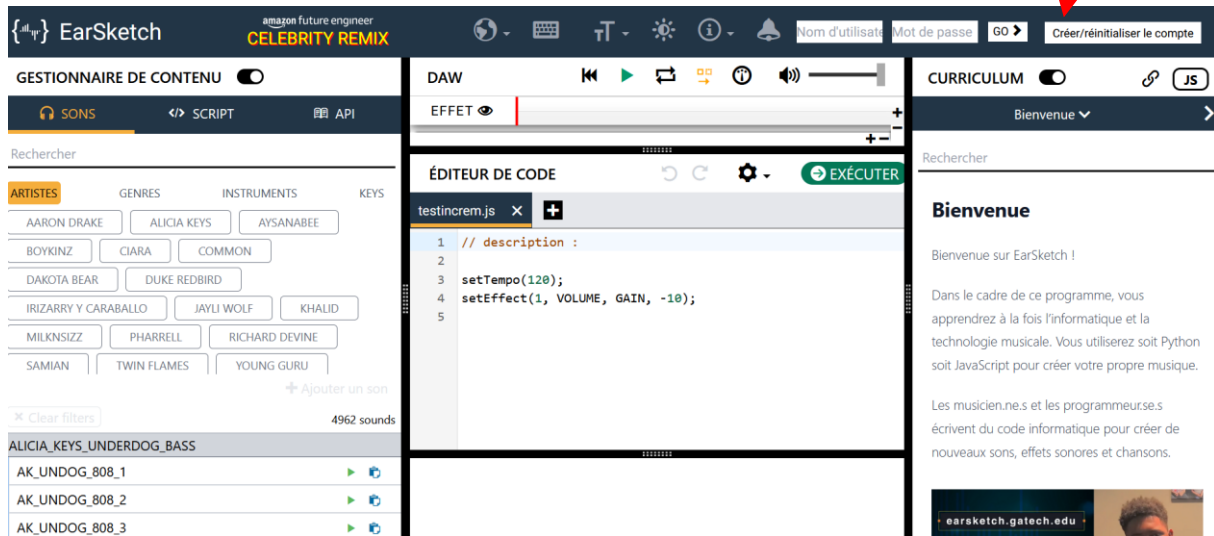 EarSketch
amazon future engineer
CELEBRITY REMIX
Nom d'utilisate Mot de passe GO Créer/réinitialiser le compte
GESTIONNAIRE DE CONTENU
SONS </> SCRIPT API
Rechercher
ARTISTES GENRES INSTRUMENTS KEYS
AARON DRAKE ALICIA KEYS AYSANABEE
BOYKINZ CIARA COMMON
DAKOTA BEAR DUKE REDBIRD
IRIZARRY Y CARABALLO JAYLI WOLF KHALID
MILKNSIZZ PHARRELL RICHARD DEVINE
SAMIAN TWIN FLAMES YOUNG GURU
+ Ajouter un son
× Clear filters 4962 sounds
ALICIA_KEYS_UNDERDOG_BASS
AK_UNDOG_808_1
AK_UNDOG_808_2
AK_UNDOG_808_3
DAW
EFFET
ÉDITEUR DE CODE EXÉCUTER
testincrem.js
1 // description :
2
3 setTempo(120);
4 setEffect(1, VOLUME, GAIN, -10);
5
CURRICULUM JS
Bienvenue
Rechercher
Bienvenue
Bienvenue sur EarSketch !
Dans le cadre de ce programme, vous
apprendrez à la fois l'informatique et la
technologie musicale. Vous utiliserez soit Python
soit JavaScript pour créer votre propre musique.
Les musicien.ne.s et les programmeur.se.s
écrivent du code informatique pour créer de
nouveaux sons, effets sonores et chansons.
earsketch.gatech.edu